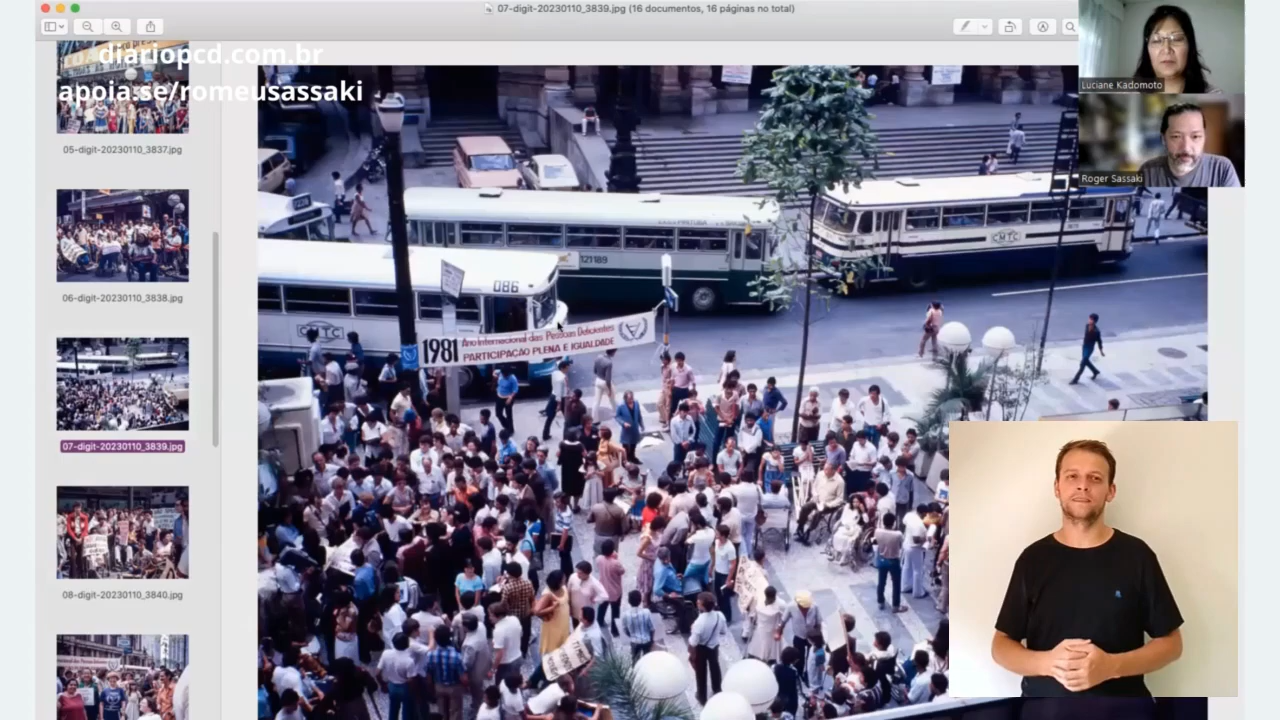 07-digit-20230110_3839.jpg (16 documentos, 16 páginas no total)
diariopcd.com.br
apoia.se/romeusassaki
05-digit-20230110_3837.jpg
06-digit-20230110_3838.jpg
07-digit-20230110_3839.jpg
08-digit-20230110_3840.jpg
Luciane Kadomoto
Roger Sassaki
121189
CMTC
086
CMTC
1981 Ano Internacional das Pessoas Deficientes
PARTICIPAÇÃO PLENA E IGUALDADE